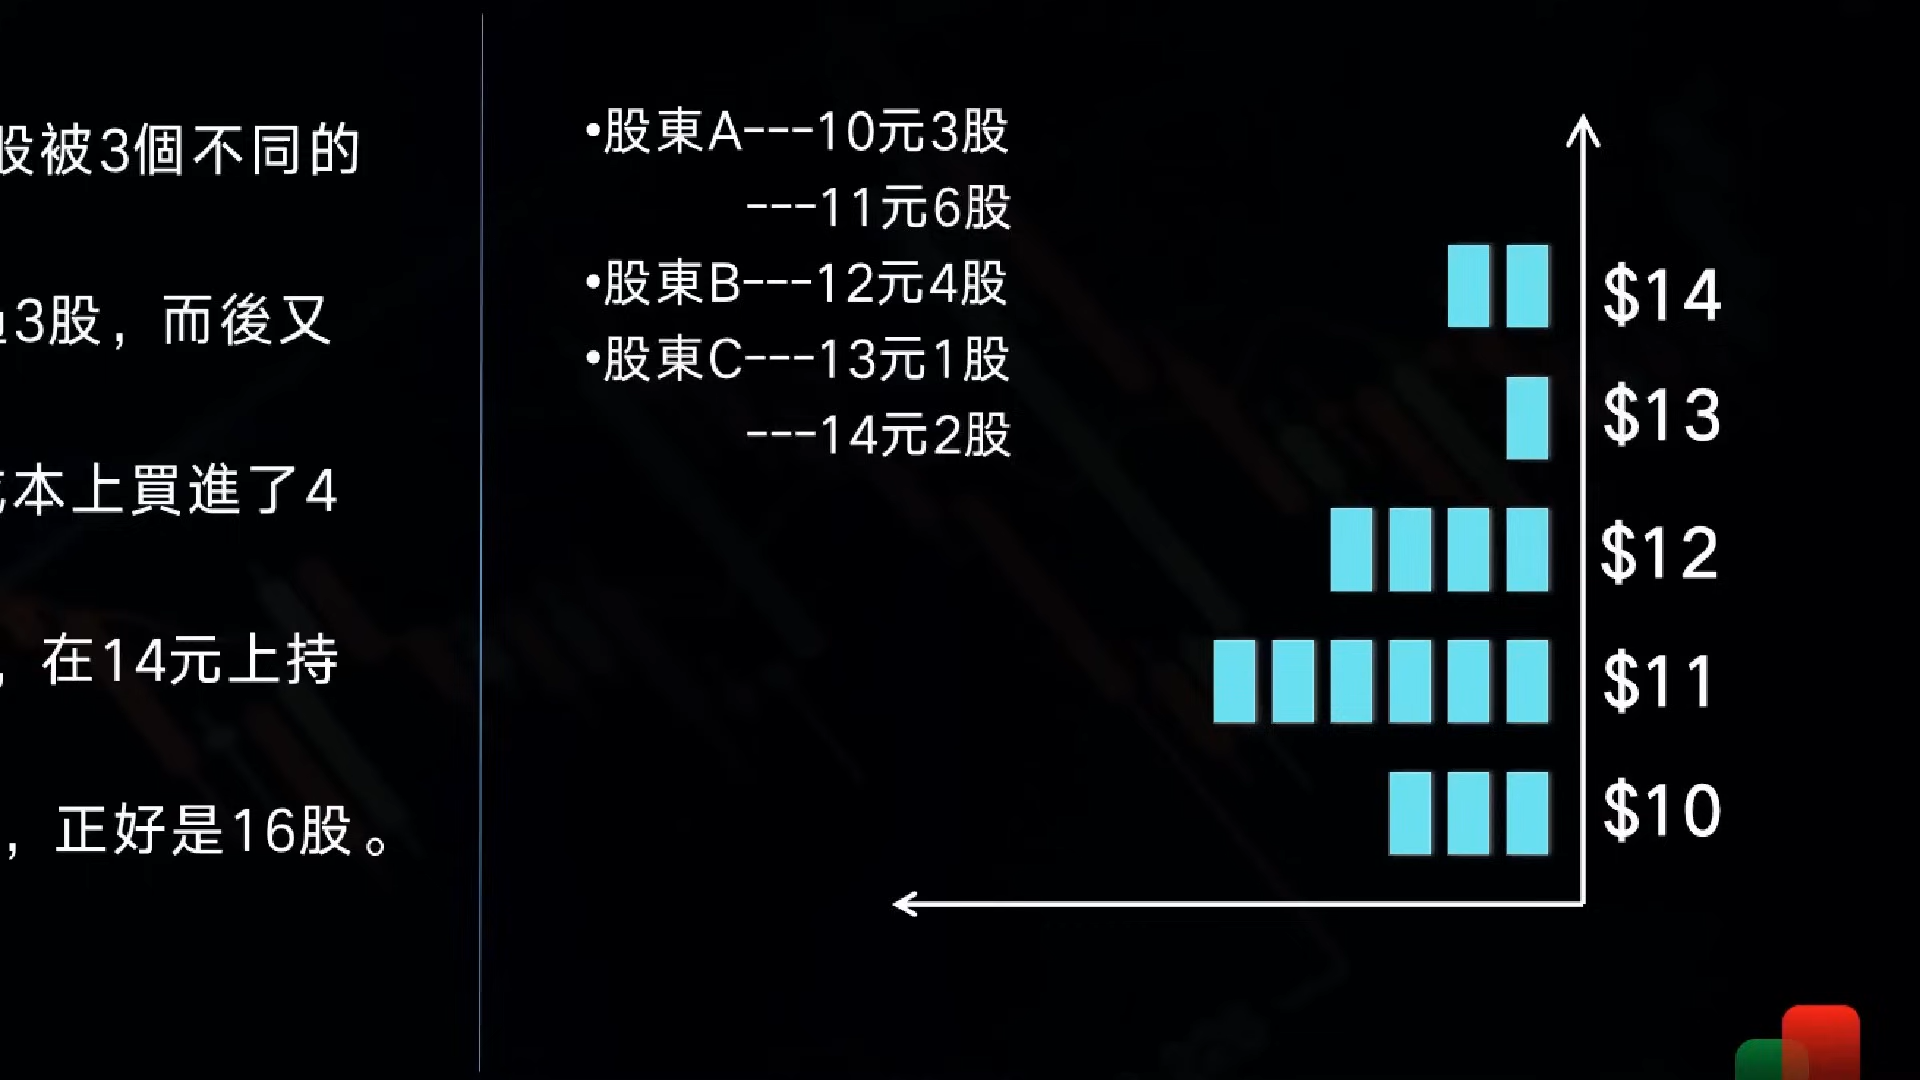 股被3個不同的
3股，而後又
本上買進了4
，在14元上持
，正好是16股。
•股東A---10元3股
---11元6股
•股東B---12元4股
•股東C---13元1股
---14元2股
$14
$13
$12
$11
$10